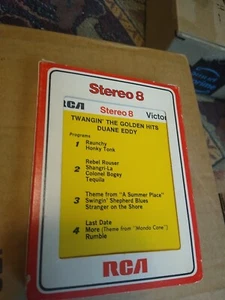 Stereo 8
RCA Stereo 8 Victor
TWANGIN' THE GOLDEN HITS
DUANE EDDY
Programs
1 Raunchy
Honky Tonk
2 Rebel Rouser
Shangri-La
Colonel Bogey
Tequila
3 Theme from "A Summer Place"
Swingin' Shepherd Blues
Stranger on the Shore
4 Last Date
More (Theme from "Mondo Cane")
Rumble
RCA